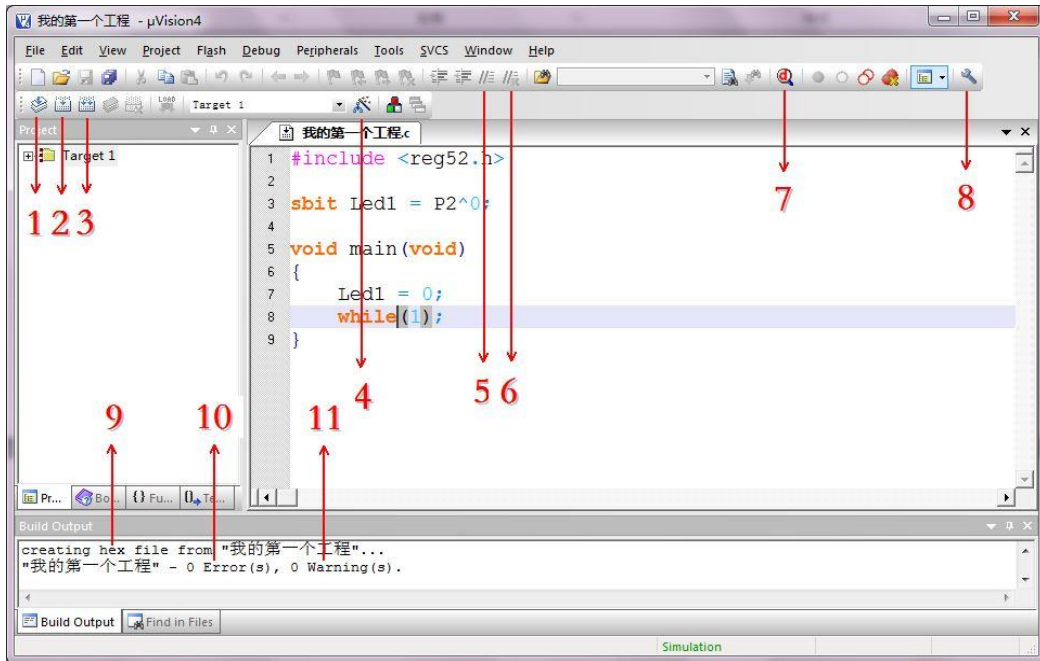 我的第一个工程 - µVision4
File Edit View Project Flash Debug Peripherals Tools SVCS Window Help
LOAD Target 1
Project
我的第一个工程.c
Target 1
1 #include <reg52.h>
2
3 sbit Led1 = P2^0;
4
5 void main(void)
6 {
7 Led1 = 0;
8 while(1);
9 }
1 2 3
4
5 6
7
8
9
10
11
Pr... Bo... {} Fu... 0 Te...
Build Output
creating hex file from "我的第一个工程"...
"我的第一个工程" - 0 Error(s), 0 Warning(s).
Build Output Find in Files
Simulation